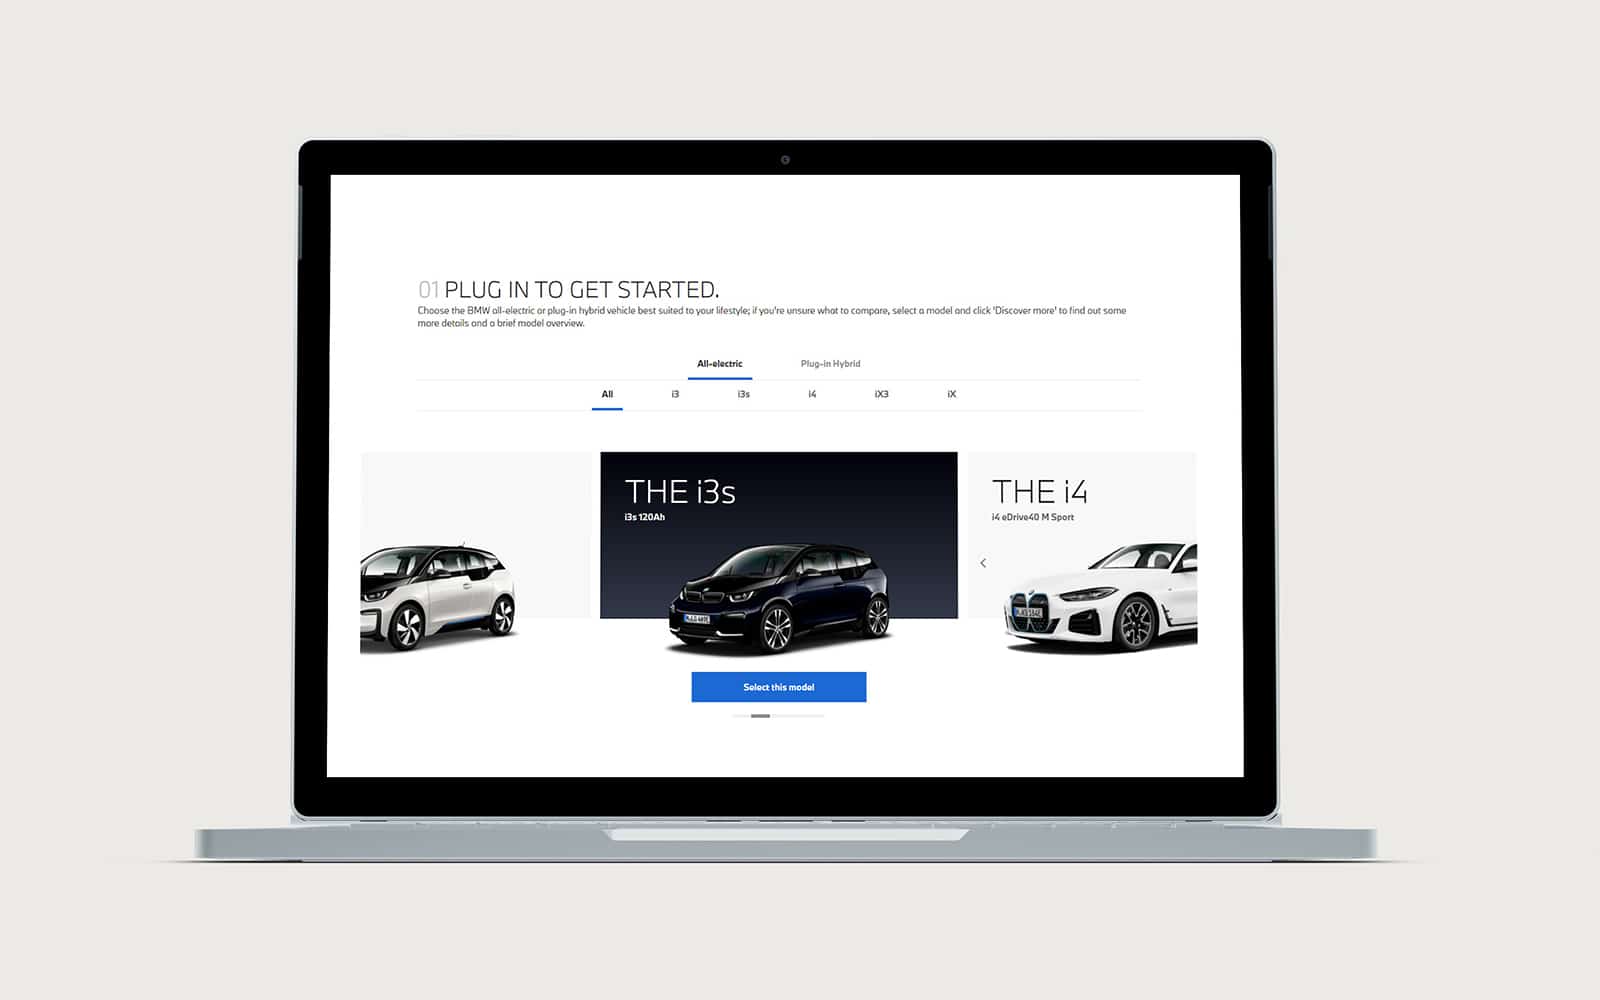 01 PLUG IN TO GET STARTED.
Choose the BMW all-electric or plug-in hybrid vehicle best suited to your lifestyle; if you're unsure what to compare, select a model and click 'Discover more' to find out some
more details and a brief model overview.
All-electric Plug-in Hybrid
All i3 i3s i4 iX3 iX
THE i3s
i3s 120Ah
THE i4
i4 eDrive40 M Sport
Select this model